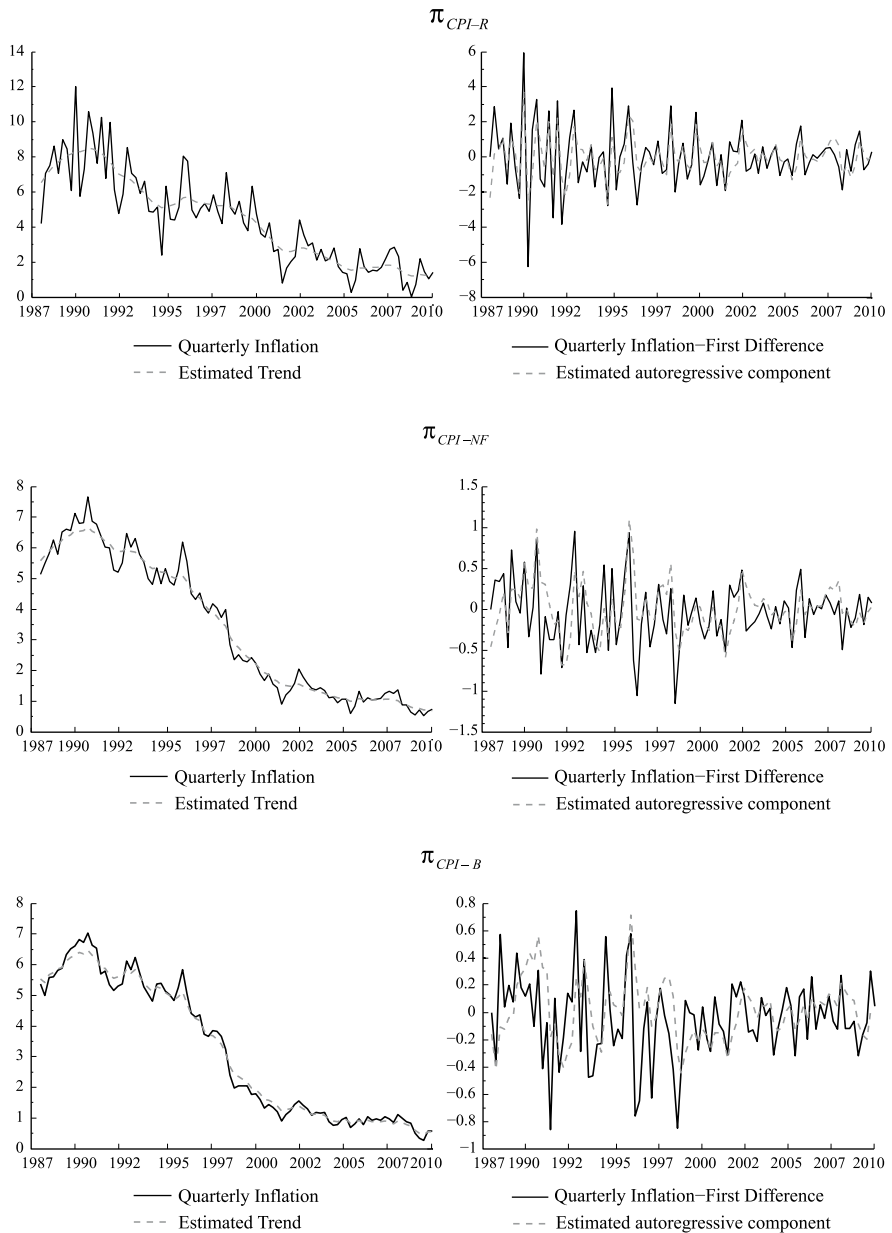 π CPI–R
14
12
10
8
6
4
2
0
1987 1990 1992 1995 1997 2000 2002 2005 2007 2010
Quarterly Inflation
Estimated Trend
6
4
2
0
−2
−4
−6
−8
1987 1990 1992 1995 1997 2000 2002 2005 2007 2010
Quarterly Inflation−First Difference
Estimated autoregressive component
π CPI–NF
8
7
6
5
4
3
2
1
0
1987 1990 1992 1995 1997 2000 2002 2005 2007 2010
Quarterly Inflation
Estimated Trend
1.5
1
0.5
0
−0.5
−1
−1.5
1987 1990 1992 1995 1997 2000 2002 2005 2007 2010
Quarterly Inflation−First Difference
Estimated autoregressive component
π CPI–B
8
7
6
5
4
3
2
1
0
1987 1990 1992 1995 1997 2000 2002 2005 20072010
Quarterly Inflation
Estimated Trend
0.8
0.6
0.4
0.2
0
−0.2
−0.4
−0.6
−0.8
−1
1987 1990 1992 1995 1997 2000 2002 2005 2007 2010
Quarterly Inflation−First Difference
Estimated autoregressive component